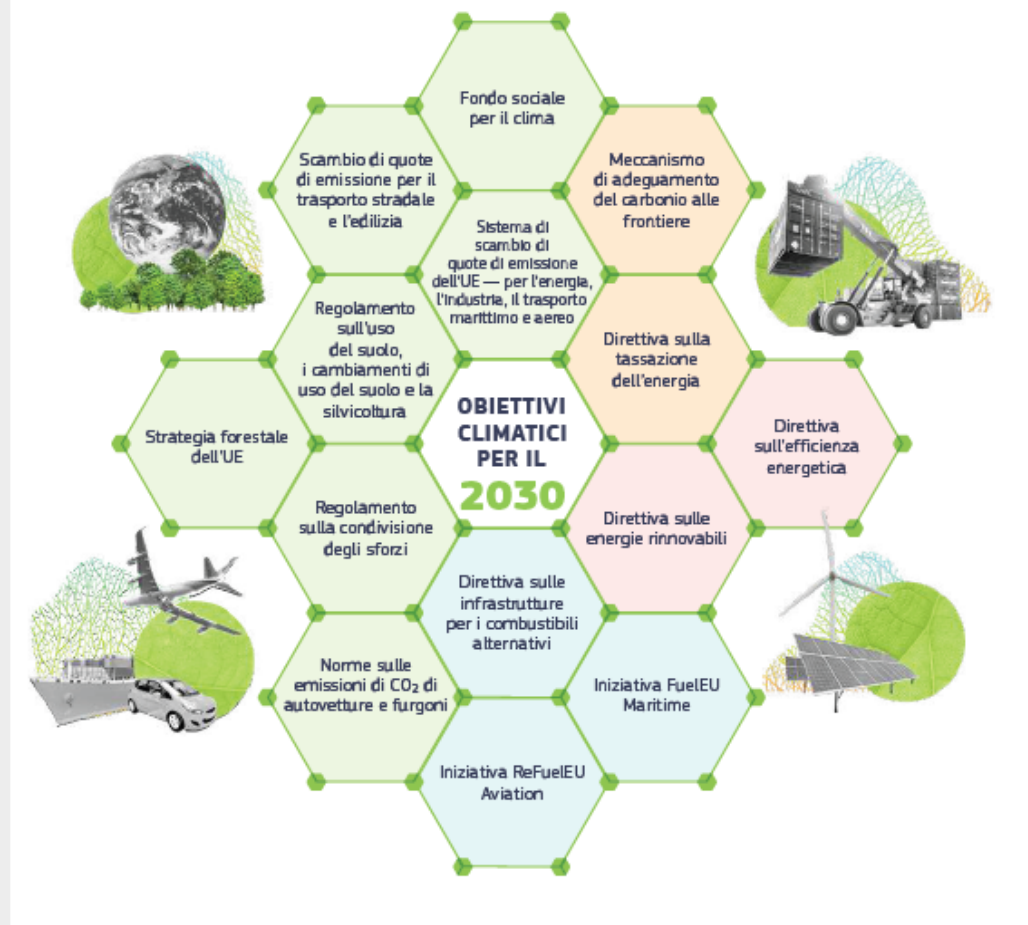 Fondo sociale
per il clima
Scambio di quote
di emissione per il
trasporto stradale
e l'edilizia
Meccanismo
di adeguamento
del carbonio alle
frontiere
Sistema di
scambio di
quote di emissione
dell'UE — per l'energia,
l'industria, il trasporto
marittimo e aereo
Regolamento
sull'uso
del suolo,
i cambiamenti di
uso del suolo e la
silvicoltura
Direttiva sulla
tassazione
dell'energia
Strategia forestale
dell'UE
OBIETTIVI
CLIMATICI
PER IL
2030
Direttiva
sull'efficienza
energetica
Regolamento
sulla condivisione
degli sforzi
Direttiva sulle
energie rinnovabili
Direttiva sulle
infrastrutture
per i combustibili
alternativi
Norme sulle
emissioni di CO₂ di
autovetture e furgoni
Iniziativa FuelEU
Maritime
Iniziativa ReFuelEU
Aviation